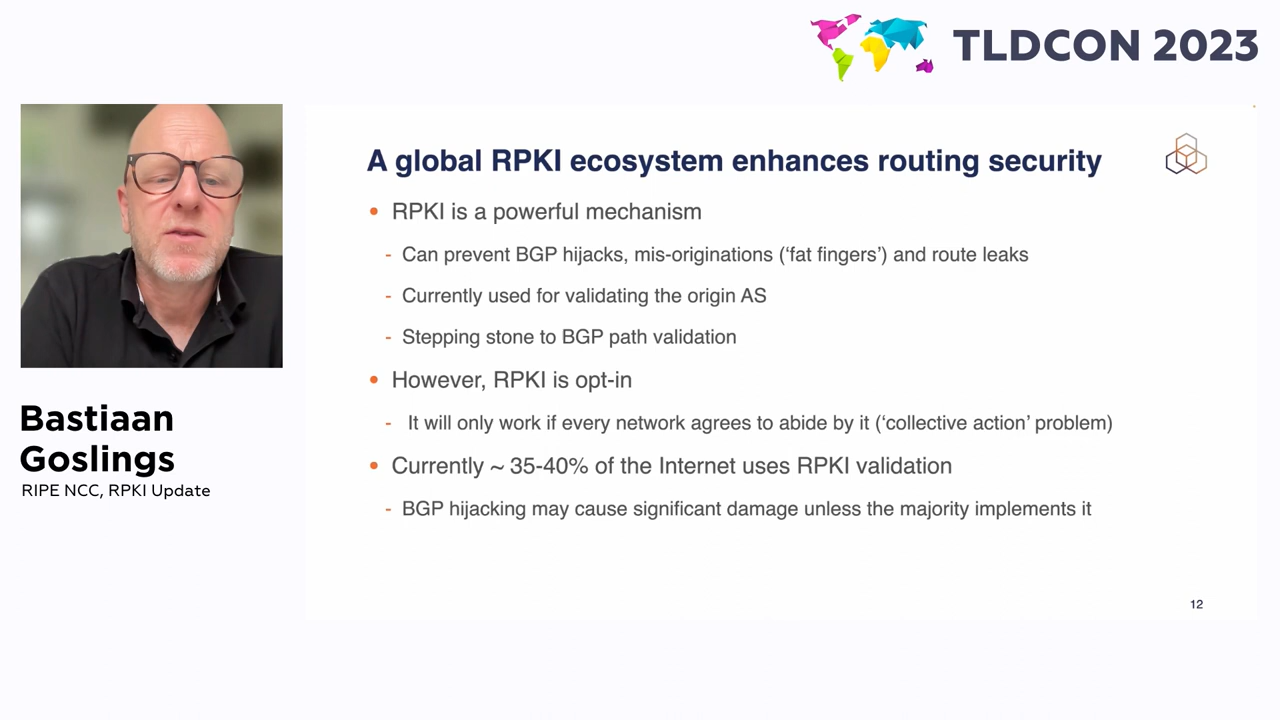 TLDCON 2023
A global RPKI ecosystem enhances routing security
• RPKI is a powerful mechanism
- Can prevent BGP hijacks, mis-originations (‘fat fingers’) and route leaks
- Currently used for validating the origin AS
- Stepping stone to BGP path validation
• However, RPKI is opt-in
- It will only work if every network agrees to abide by it (‘collective action’ problem)
• Currently ~ 35-40% of the Internet uses RPKI validation
- BGP hijacking may cause significant damage unless the majority implements it
12
Bastiaan
Goslings
RIPE NCC, RPKI Update